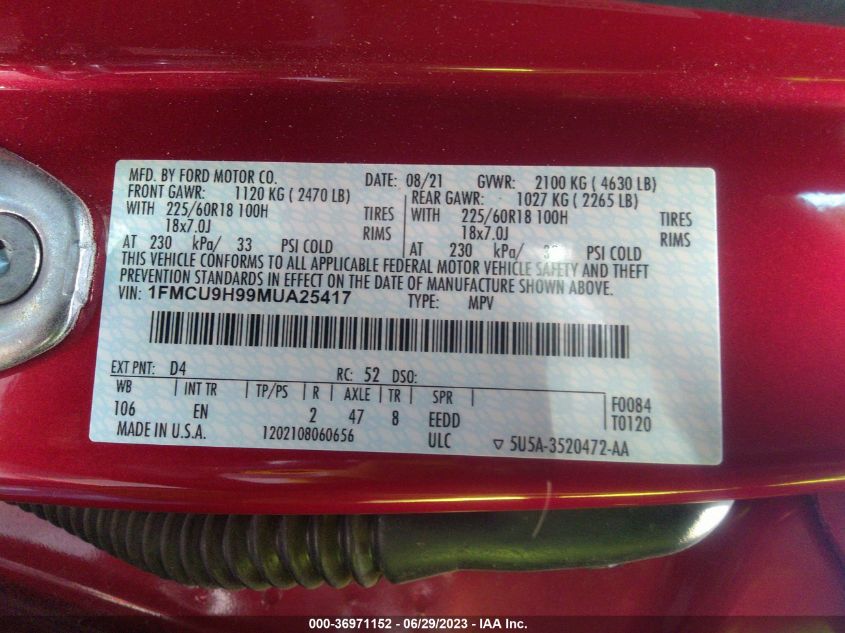 MFD. BY FORD MOTOR CO. DATE: 08/21 GVWR: 2100 KG ( 4630 LB)
FRONT GAWR: 1120 KG ( 2470 LB) REAR GAWR: 1027 KG ( 2265 LB)
WITH 225/60R18 100H TIRES WITH 225/60R18 100H TIRES
18x7.0J RIMS 18x7.0J RIMS
AT 230 kPa/ 33 PSI COLD AT 230 kPa/ PSI COLD
THIS VEHICLE CONFORMS TO ALL APPLICABLE FEDERAL MOTOR VEHICLE SAFETY AND THEFT
PREVENTION STANDARDS IN EFFECT ON THE DATE OF MANUFACTURE SHOWN ABOVE.
VIN: 1FMCU9H99MUA25417 TYPE: MPV
EXT PNT: D4 RC: 52 DSO:
WB INT TR TP/PS R AXLE TR SPR F0084
106 EN 2 47 8 EEDD T0120
MADE IN U.S.A. 1202108060656 ULC 5U5A-3520472-AA
000-36971152 - 06/29/2023 - IAA Inc.